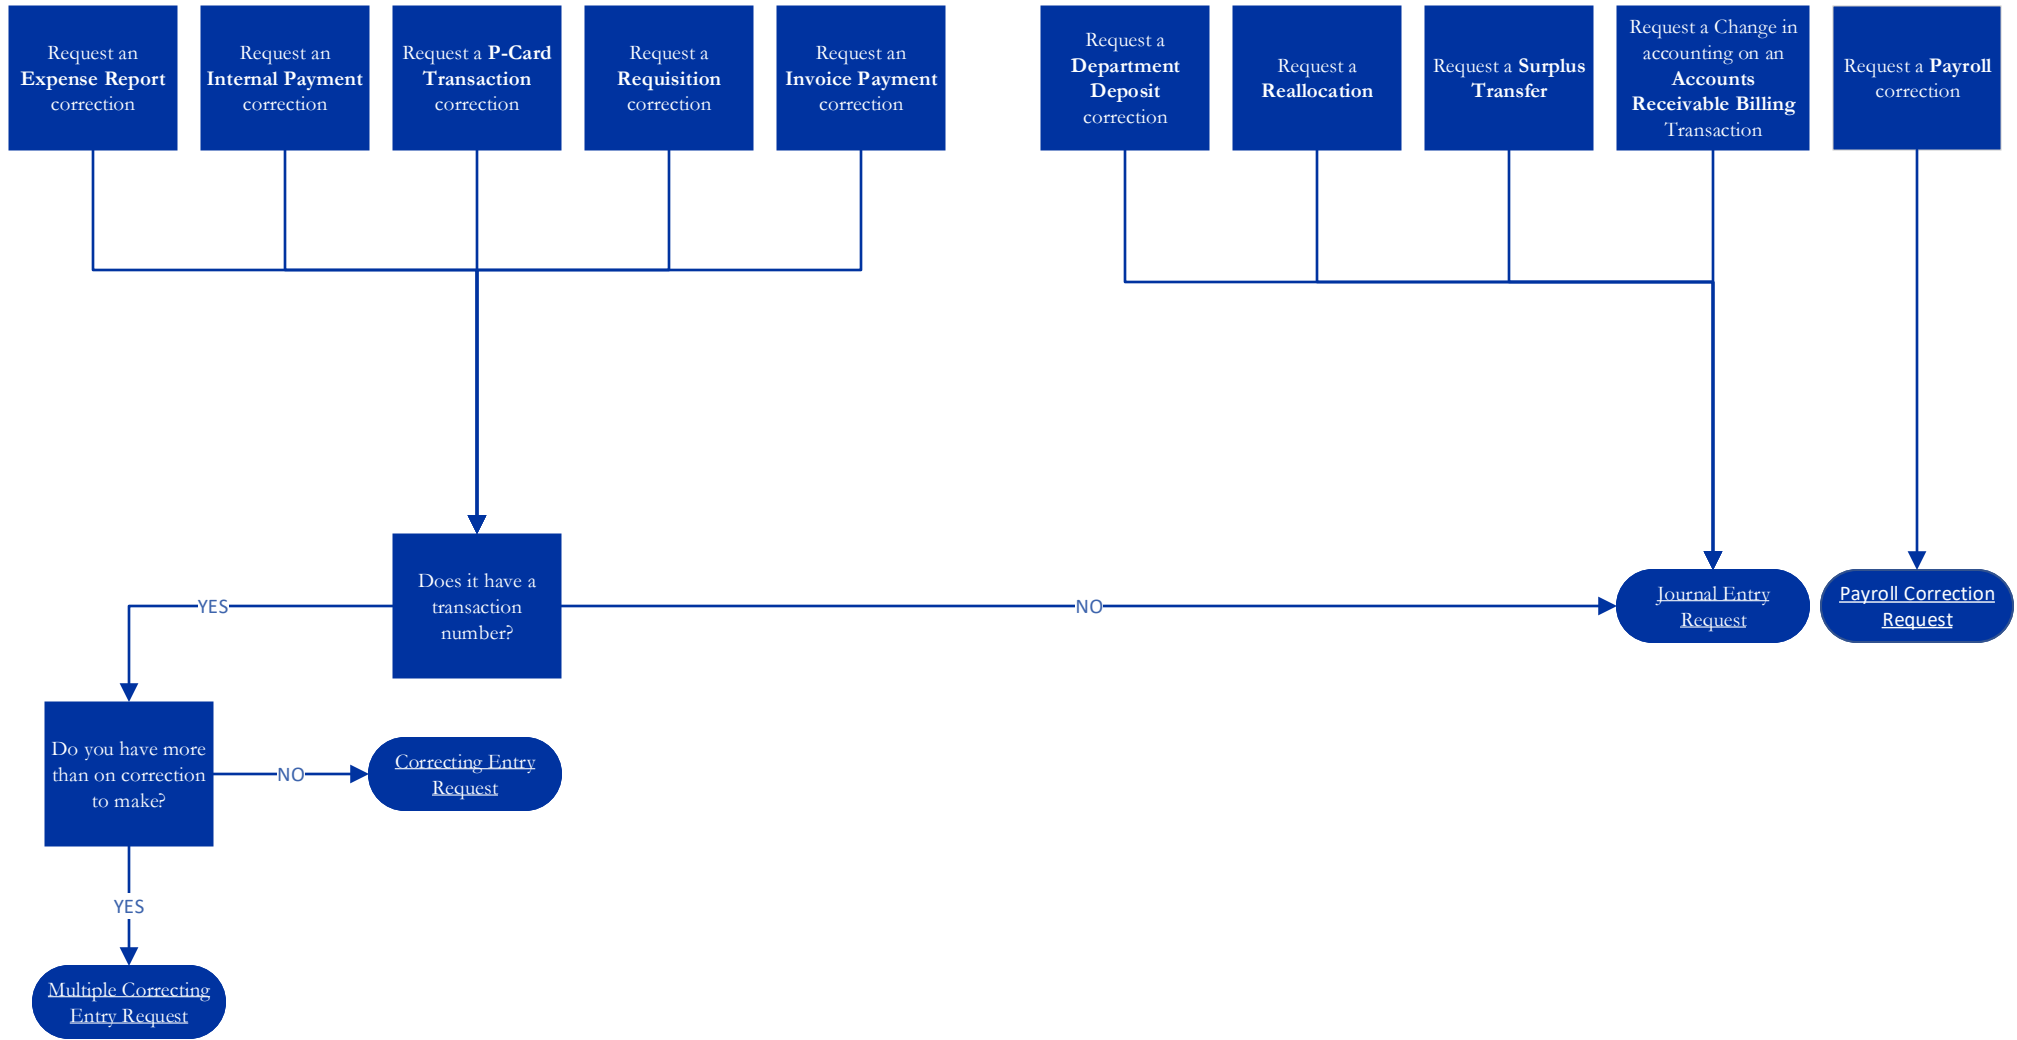 Request an
Expense Report
correction
Request an
Internal Payment
correction
Request a P-Card
Transaction
correction
Request a
Requisition
correction
Request an
Invoice Payment
correction
Request a
Department
Deposit
correction
Request a
Reallocation
Request a Surplus
Transfer
Request a Change in
accounting on an
Accounts
Receivable Billing
Transaction
Request a Payroll
correction
Does it have a
transaction
number?
YES
NO
Journal Entry
Request
Payroll Correction
Request
Do you have more
than on correction
to make?
NO
Correcting Entry
Request
YES
Multiple Correcting
Entry Request